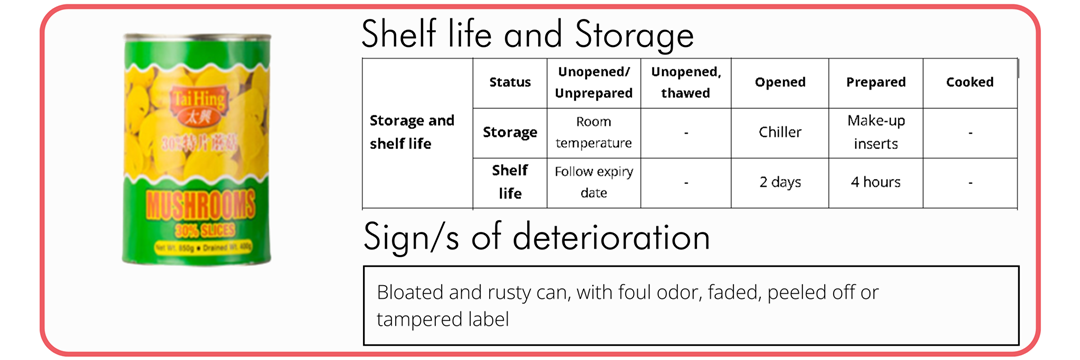 Shelf life and Storage
Status
Unopened/
Unprepared
Unopened,
thawed
Opened
Prepared
Cooked
Storage and
shelf life
Storage
Room
temperature
-
Chiller
Make-up
inserts
-
Shelf
life
Follow expiry
date
-
2 days
4 hours
-
Sign/s of deterioration
Bloated and rusty can, with foul odor, faded, peeled off or
tampered label
Tai Hing
太興
30%
片
MUSHROOMS
30% SLICES
Net Wt. 850g ■ Drained Wt. 480g